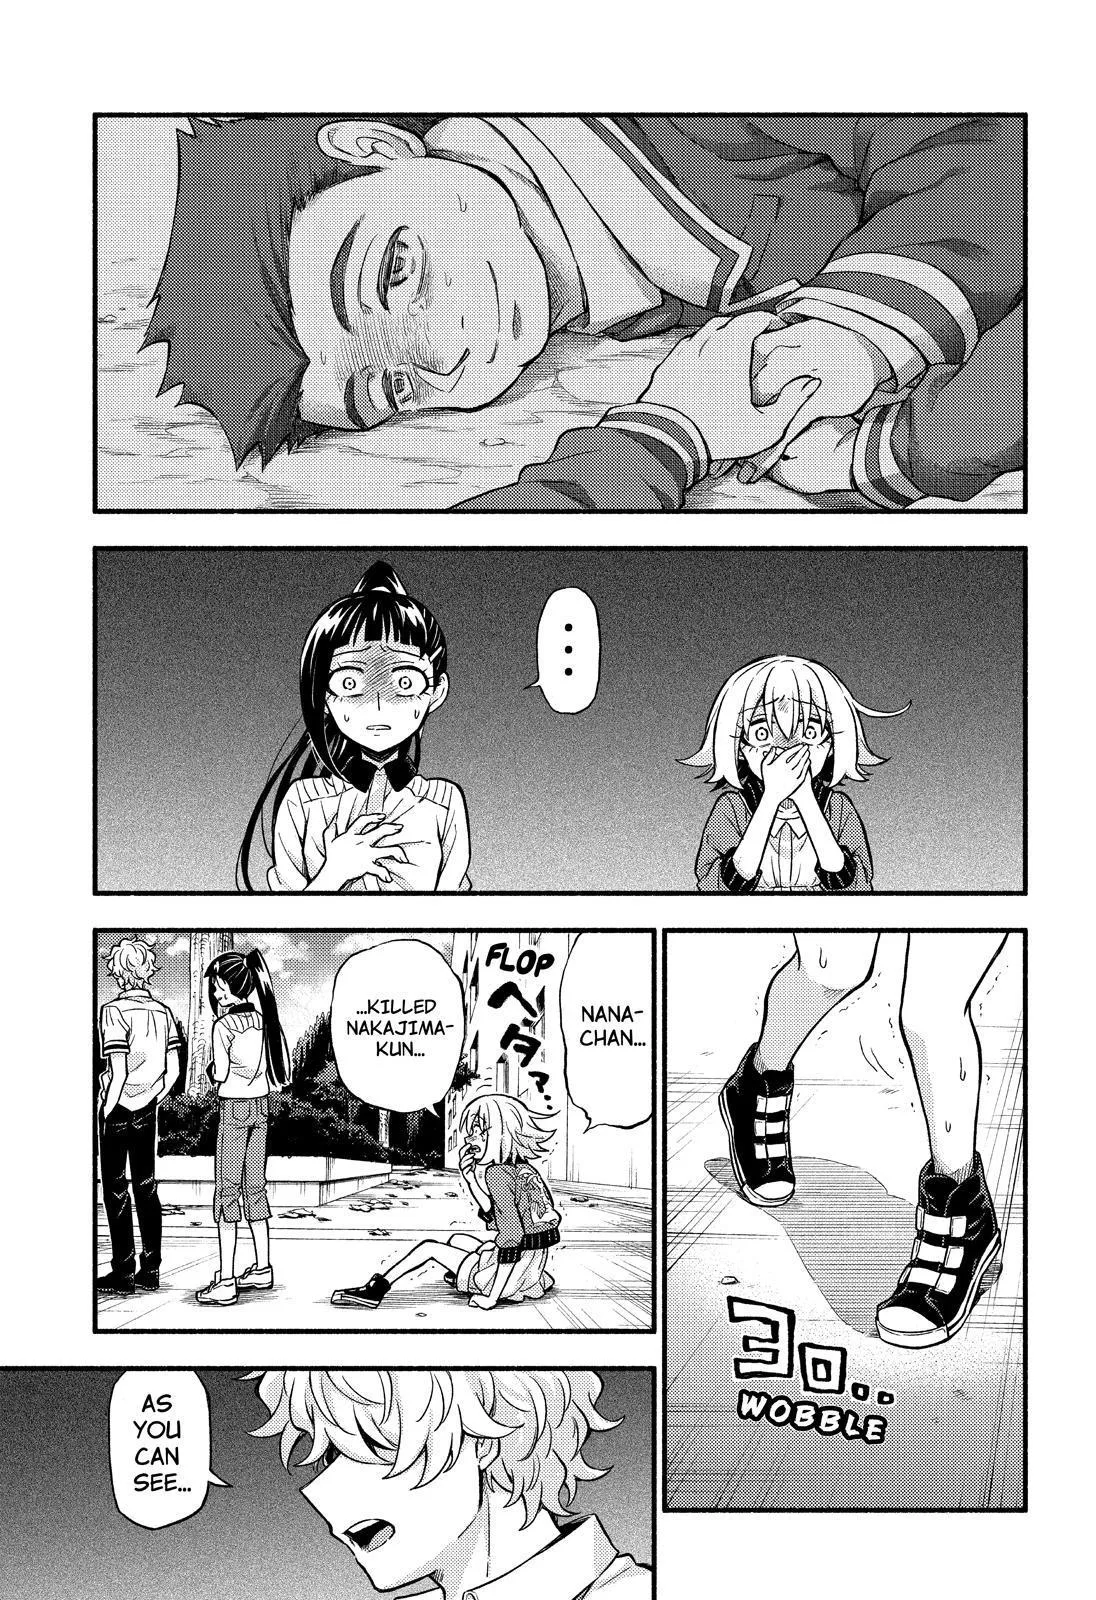 ...
ヨロ..
WOBBLE
NANA-
CHAN...
FLOP
ヘタ?..
...KILLED
NAKAJIMA-
KUN...
AS
YOU
CAN
SEE...